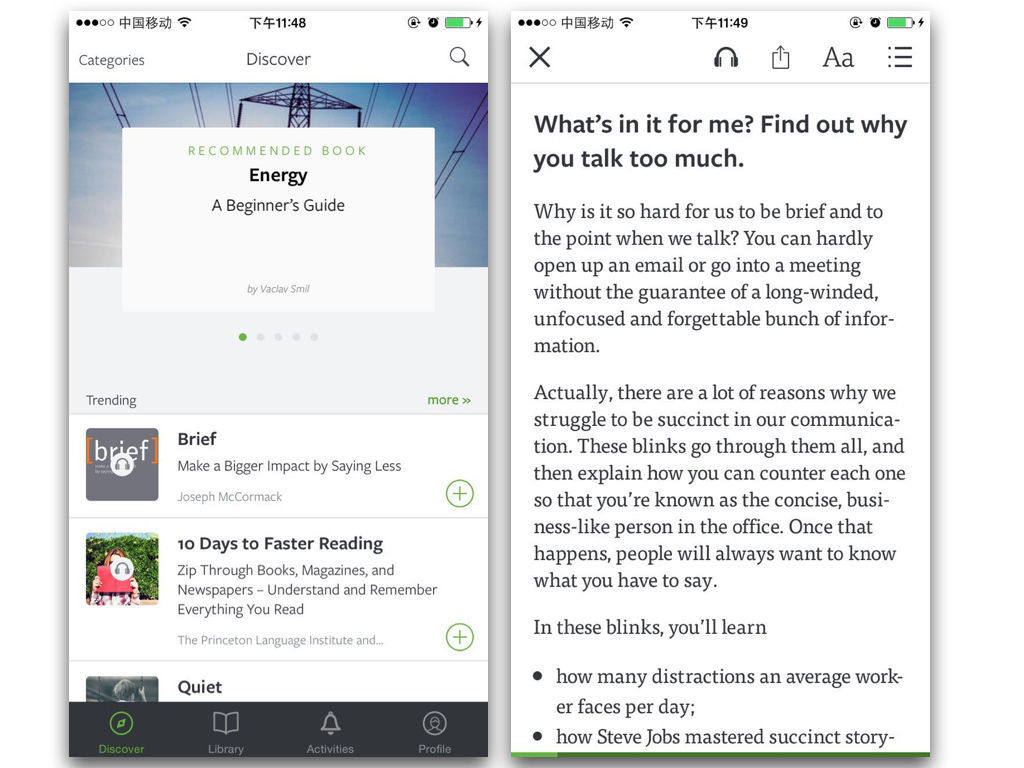 中国移动
下午11:48
Categories
Discover
RECOMMENDED BOOK
Energy
A Beginner's Guide
by Vaclav Smil
Trending
more »
[brief]
Brief
Make a Bigger Impact by Saying Less
Joseph McCormack
10 Days to Faster Reading
Zip Through Books, Magazines, and
Newspapers – Understand and Remember
Everything You Read
The Princeton Language Institute and...
Quiet
Discover
Library
Activities
Profile
中国移动
下午11:49
Aa
What's in it for me? Find out why
you talk too much.
Why is it so hard for us to be brief and to
the point when we talk? You can hardly
open up an email or go into a meeting
without the guarantee of a long-winded,
unfocused and forgettable bunch of infor-
mation.
Actually, there are a lot of reasons why we
struggle to be succinct in our communica-
tion. These blinks go through them all, and
then explain how you can counter each one
so that you're known as the concise, busi-
ness-like person in the office. Once that
happens, people will always want to know
what you have to say.
In these blinks, you'll learn
• how many distractions an average work-
er faces per day;
• how Steve Jobs mastered succinct story-